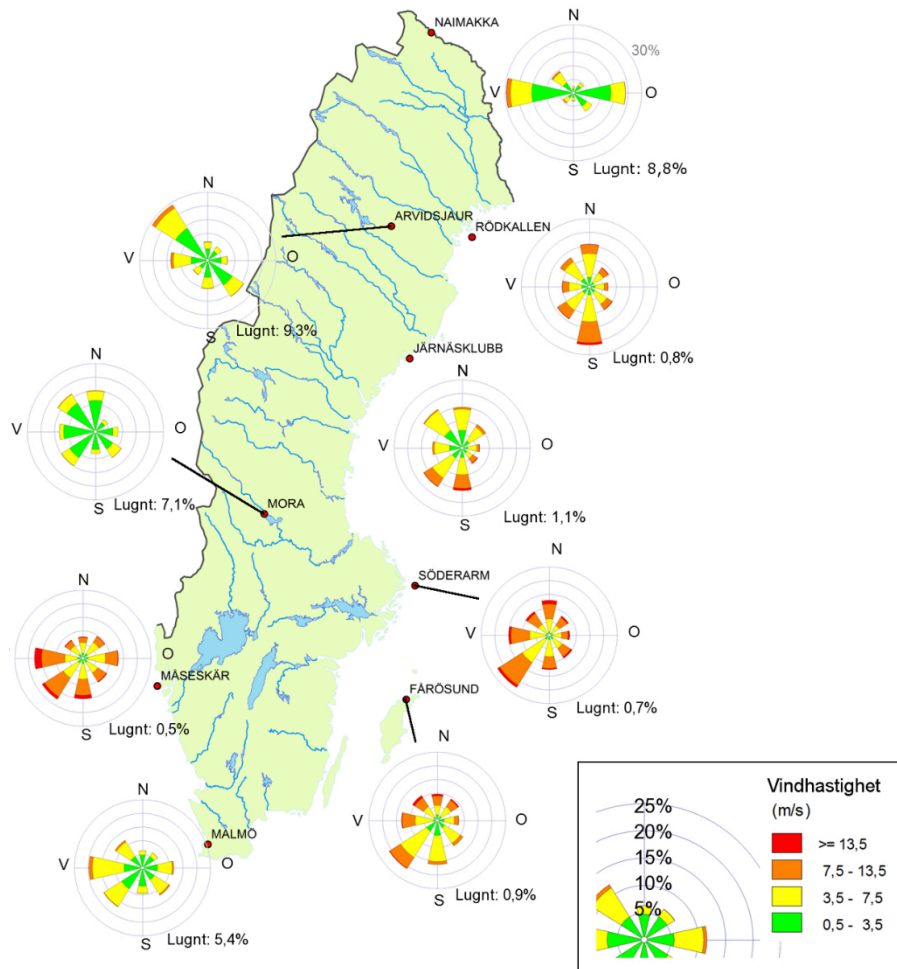 N
NAIMAKKA
30%
V
O
S
Lugnt: 8,8%
N
ARVIDSJAUR
RÖDKALLEN
V
O
S
Lugnt: 9,3%
N
V
O
S
Lugnt: 0,8%
JÄRNÄSKLUBB
N
V
O
S
Lugnt: 7,1%
N
V
O
S
Lugnt: 1,1%
MORA
SÖDERARM
N
V
O
S
Lugnt: 0,7%
N
O
MÅSESKÄR
S
Lugnt: 0,5%
FÅRÖSUND
N
V
O
S
Lugnt: 0,9%
N
MALMÖ
V
O
S
Lugnt: 5,4%
Vindhastighet
(m/s)
25%
20%
15%
10%
5%
>= 13,5
7,5 - 13,5
3,5 - 7,5
0,5 - 3,5